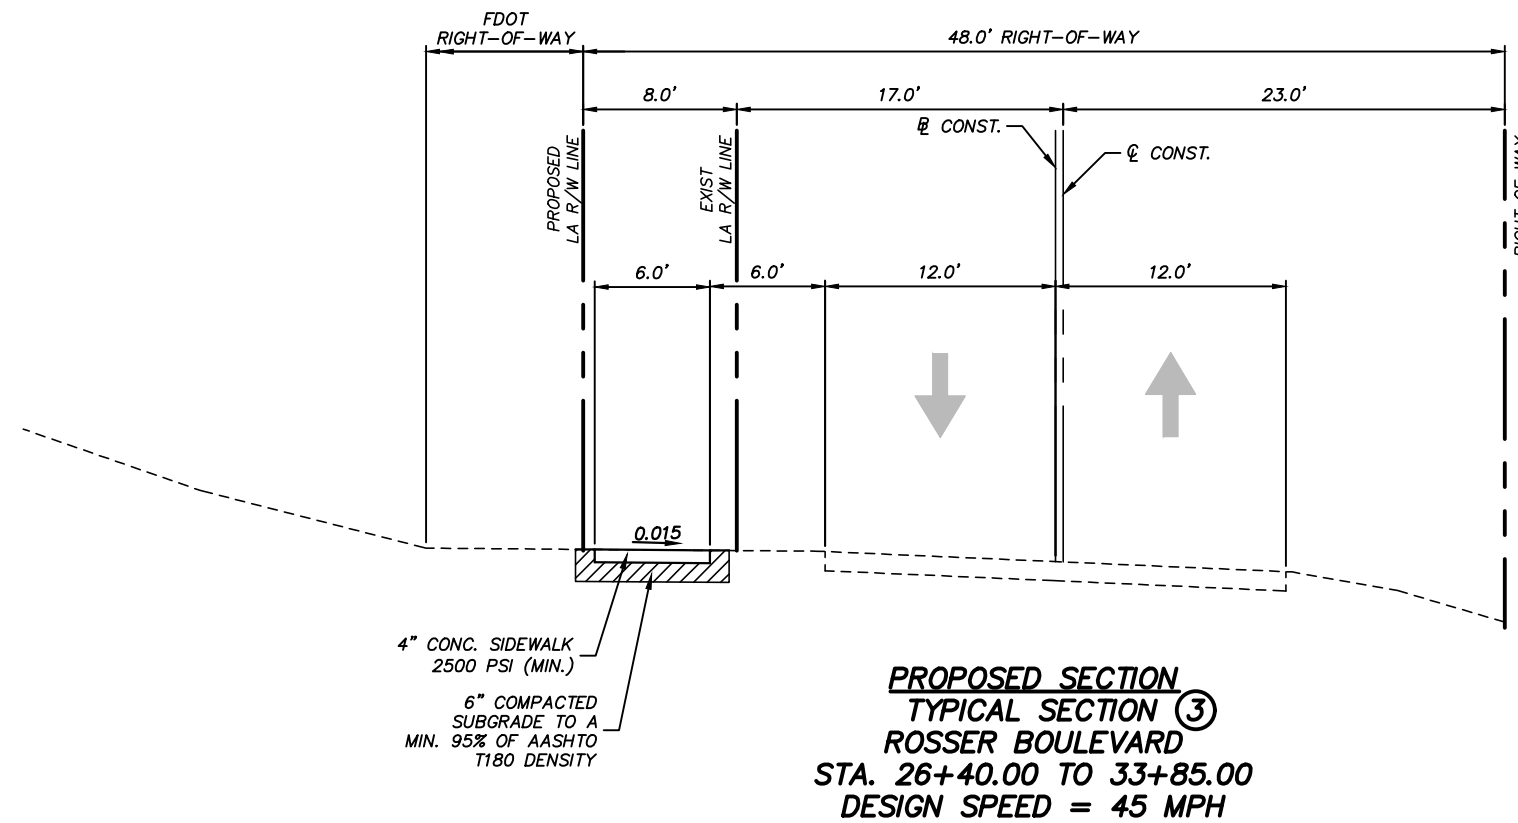 FDOT
RIGHT-OF-WAY
48.0' RIGHT-OF-WAY
8.0'
17.0'
23.0'
℄ CONST.
PROPOSED
LA R/W LINE
EXIST
LA R/W LINE
RIGHT OF WAY
6.0'
6.0'
12.0'
12.0'
0.015
4" CONC. SIDEWALK
2500 PSI (MIN.)
6" COMPACTED
SUBGRADE TO A
MIN. 95% OF AASHTO
T180 DENSITY
PROPOSED SECTION
TYPICAL SECTION 3
ROSSER BOULEVARD
STA. 26+40.00 TO 33+85.00
DESIGN SPEED = 45 MPH